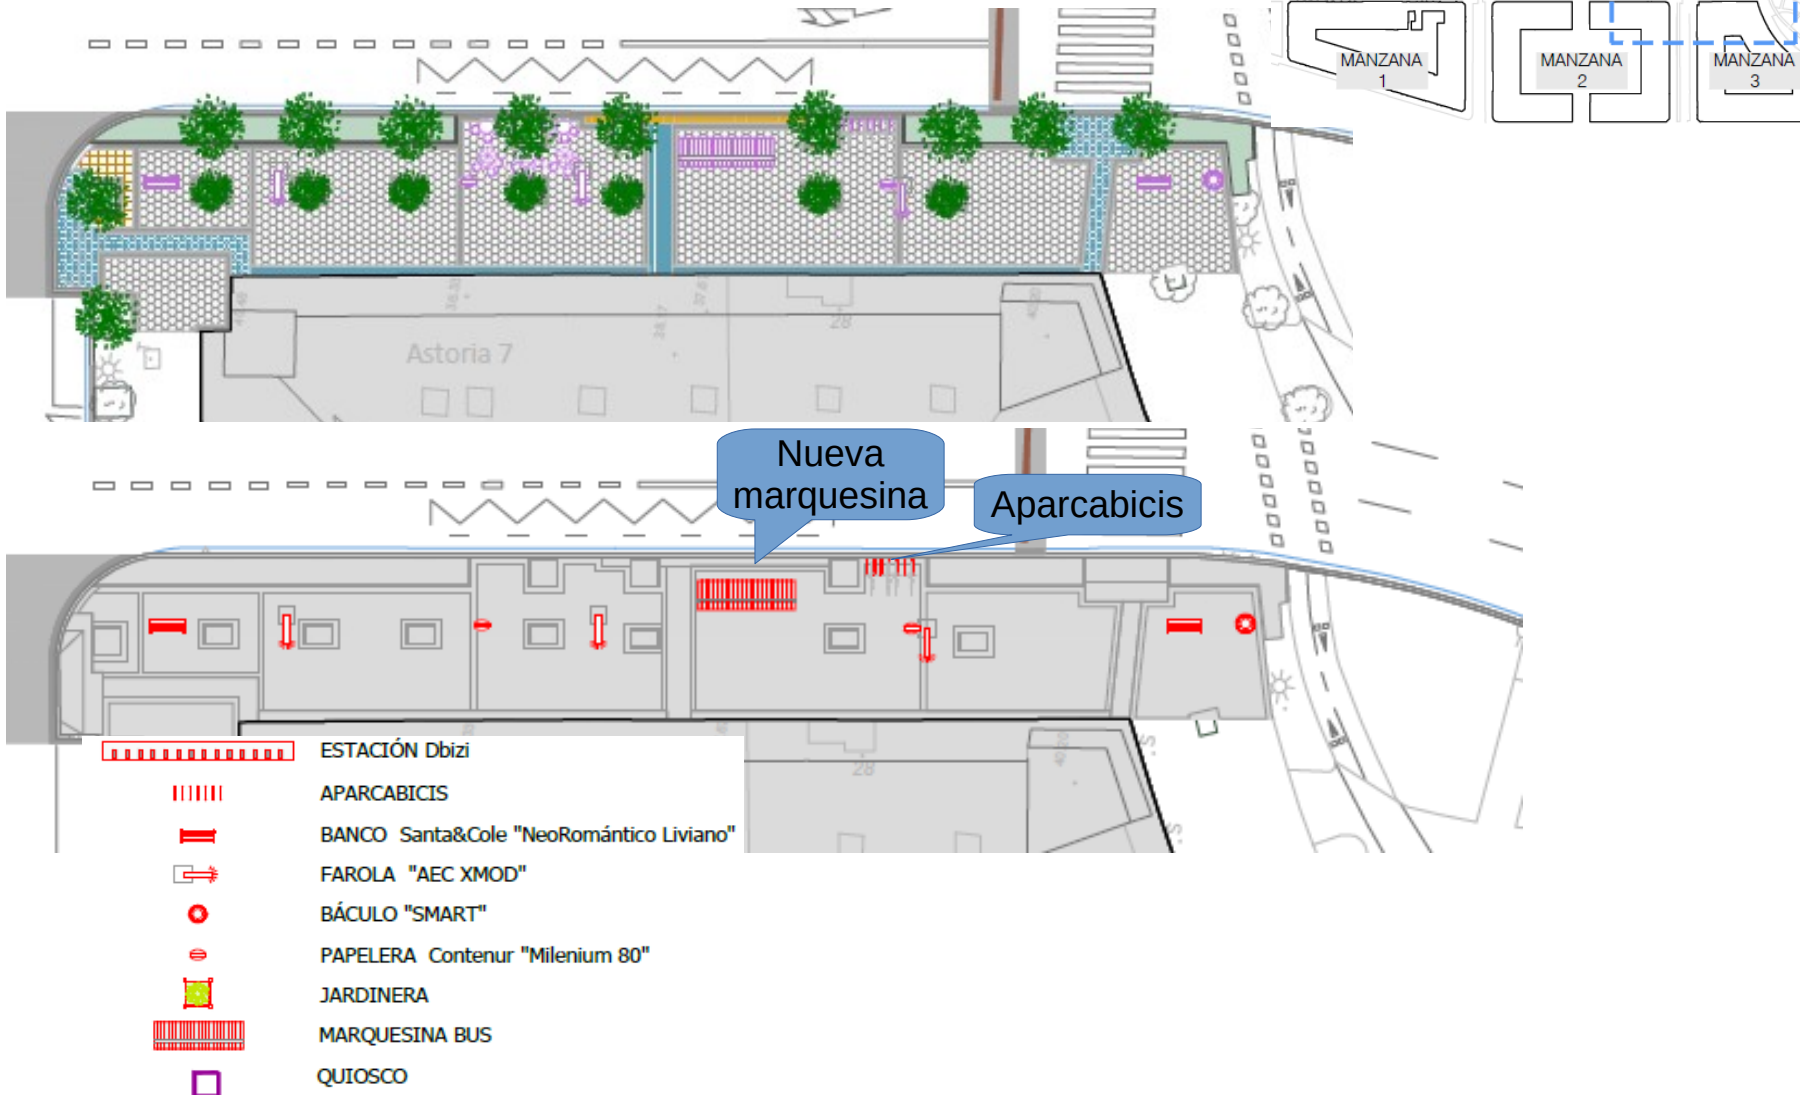 MANZANA
1
MANZANA
2
MANZANA
3
Astoria 7
28
Nueva
marquesina
Aparcabicis
28
ESTACIÓN Dbizi
APARCABICIS
BANCO Santa&Cole "NeoRomántico Liviano"
FAROLA "AEC XMOD"
BÁCULO "SMART"
PAPELERA Contenur "Milenium 80"
JARDINERA
MARQUESINA BUS
QUIOSCO